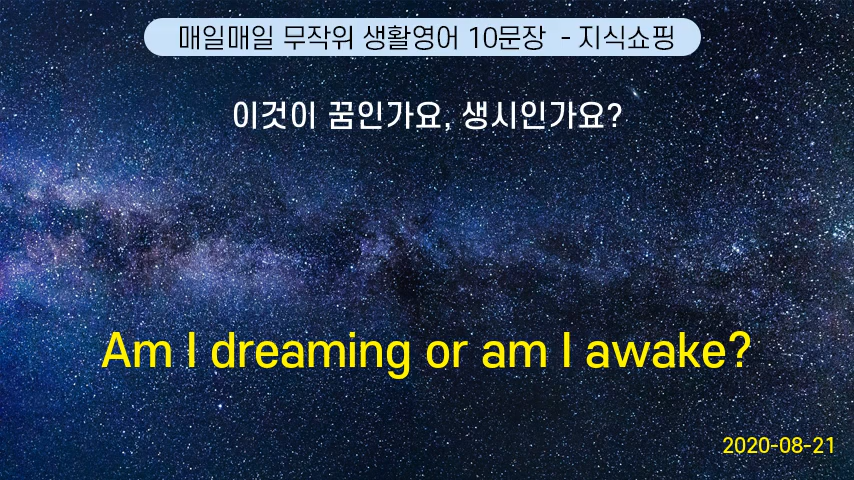 매일매일 무작위 생활영어 10문장 - 지식쇼핑
이것이 꿈인가요, 생시인가요?
Am I dreaming or am I awake?
2020-08-21